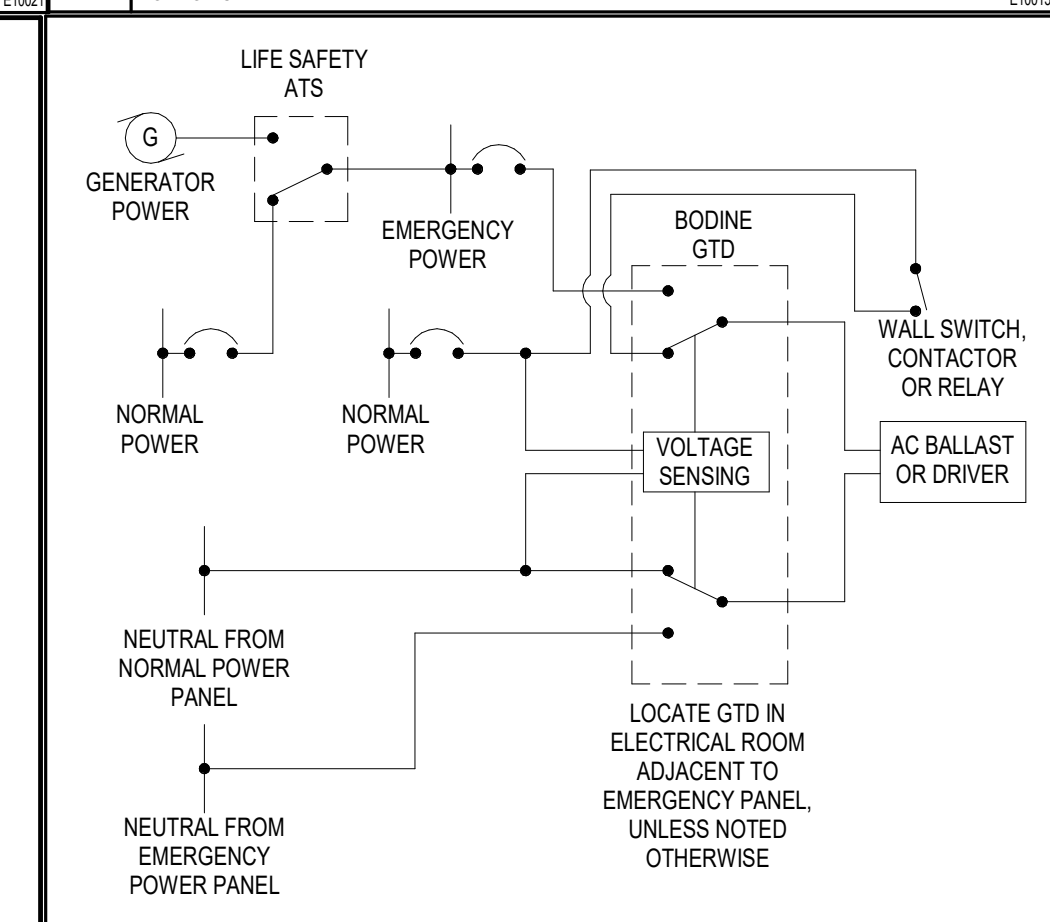 LIFE SAFETY
ATS
G
GENERATOR
POWER
EMERGENCY
POWER
BODINE
GTD
WALL SWITCH,
CONTACTOR
OR RELAY
NORMAL
POWER
NORMAL
POWER
VOLTAGE
SENSING
AC BALLAST
OR DRIVER
NEUTRAL FROM
NORMAL POWER
PANEL
LOCATE GTD IN
ELECTRICAL ROOM
ADJACENT TO
EMERGENCY PANEL,
UNLESS NOTED
OTHERWISE
NEUTRAL FROM
EMERGENCY
POWER PANEL